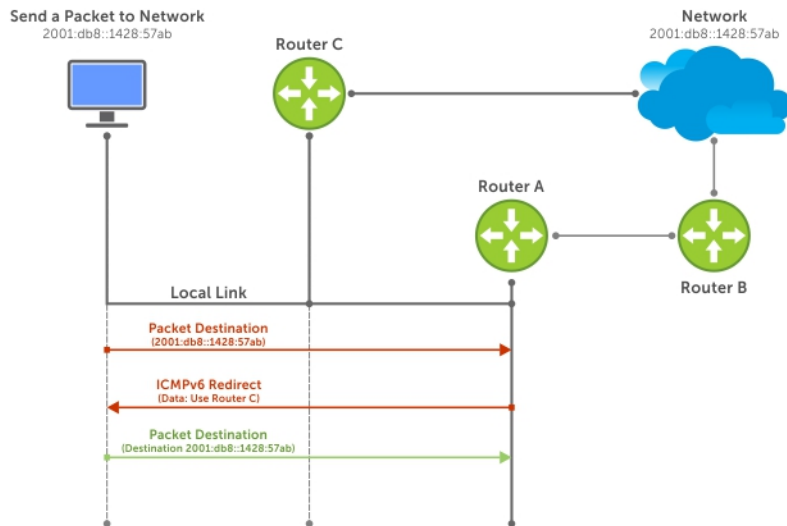 Send a Packet to Network
2001:db8::1428:57ab
Network
2001:db8::1428:57ab
Router C
Router A
Router B
Local Link
Packet Destination
(2001:db8::1428:57ab)
ICMPv6 Redirect
(Data: Use Router C)
Packet Destination
(Destination 2001:db8::1428:57ab)